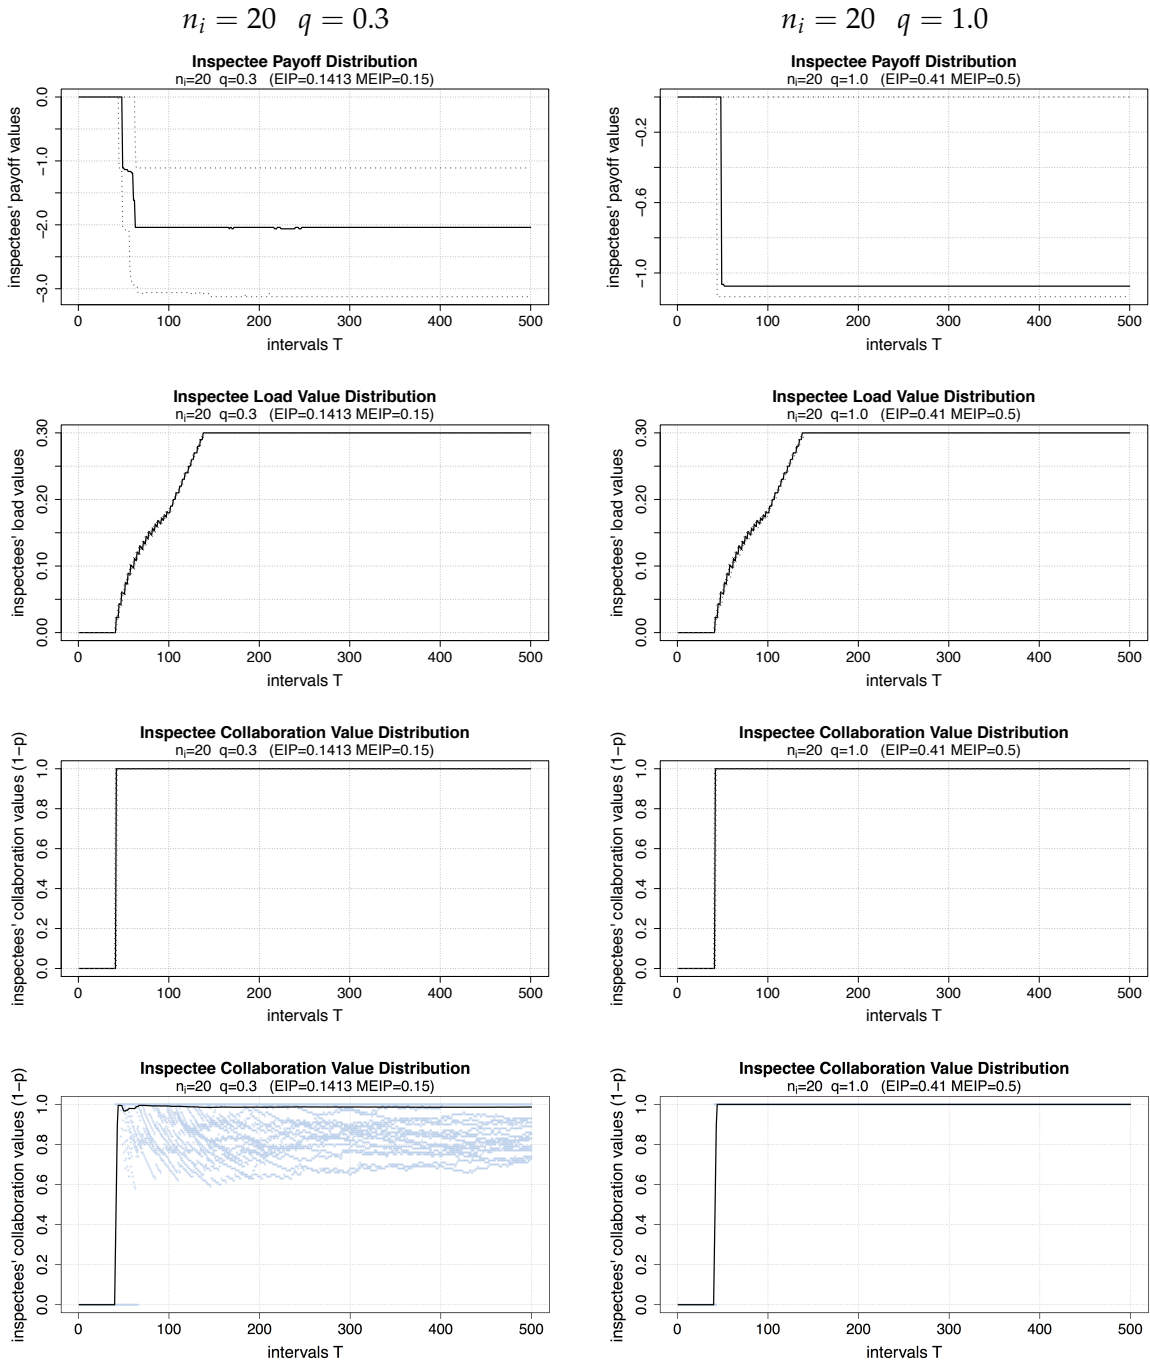 n_i = 20 q = 0.3
n_i = 20 q = 1.0
Inspectee Payoff Distribution
n_i=20 q=0.3 (EIP=0.1413 MEIP=0.15)
inspectees' payoff values
0.0
−1.0
−2.0
−3.0
0 100 200 300 400 500
intervals T
Inspectee Payoff Distribution
n_i=20 q=1.0 (EIP=0.41 MEIP=0.5)
inspectees' payoff values
−0.2
−0.6
−1.0
0 100 200 300 400 500
intervals T
Inspectee Load Value Distribution
n_i=20 q=0.3 (EIP=0.1413 MEIP=0.15)
inspectees' load values
0.30
0.20
0.10
0.00
0 100 200 300 400 500
intervals T
Inspectee Load Value Distribution
n_i=20 q=1.0 (EIP=0.41 MEIP=0.5)
inspectees' load values
0.30
0.20
0.10
0.00
0 100 200 300 400 500
intervals T
Inspectee Collaboration Value Distribution
n_i=20 q=0.3 (EIP=0.1413 MEIP=0.15)
inspectees' collaboration values (1−p)
1.0
0.8
0.6
0.4
0.2
0.0
0 100 200 300 400 500
intervals T
Inspectee Collaboration Value Distribution
n_i=20 q=1.0 (EIP=0.41 MEIP=0.5)
inspectees' collaboration values (1−p)
1.0
0.8
0.6
0.4
0.2
0.0
0 100 200 300 400 500
intervals T
Inspectee Collaboration Value Distribution
n_i=20 q=0.3 (EIP=0.1413 MEIP=0.15)
inspectees' collaboration values (1−p)
1.0
0.8
0.6
0.4
0.2
0.0
0 100 200 300 400 500
intervals T
Inspectee Collaboration Value Distribution
n_i=20 q=1.0 (EIP=0.41 MEIP=0.5)
inspectees' collaboration values (1−p)
1.0
0.8
0.6
0.4
0.2
0.0
0 100 200 300 400 500
intervals T